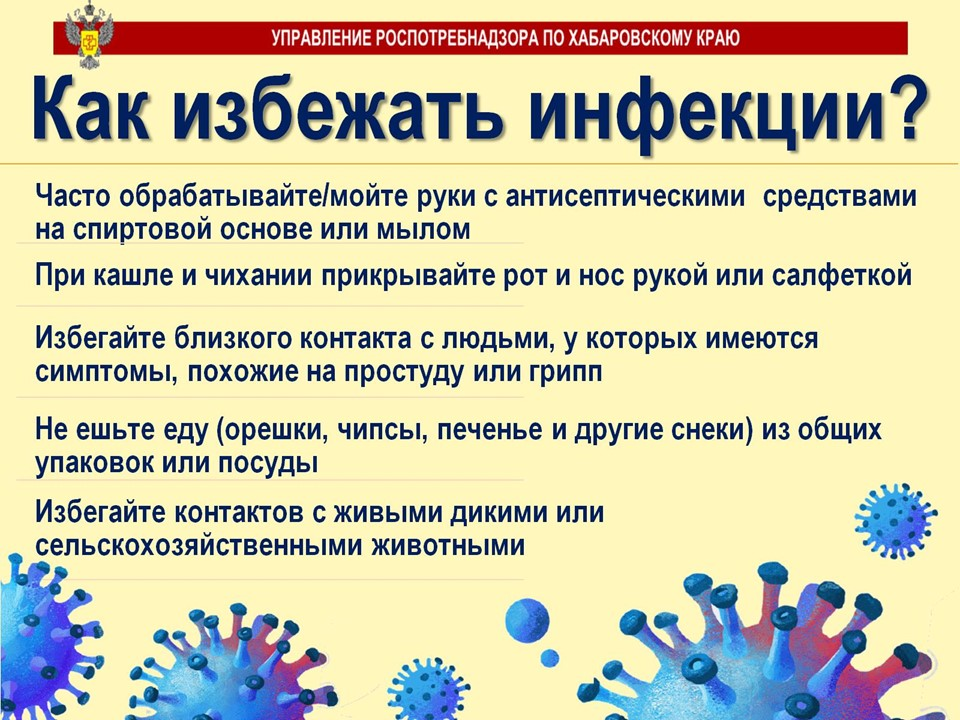 УПРАВЛЕНИЕ РОСПОТРЕБНАДЗОРА ПО ХАБАРОВСКОМУ КРАЮ
Как избежать инфекции?
Часто обрабатывайте/мойте руки с антисептическими средствами
на спиртовой основе или мылом
При кашле и чихании прикрывайте рот и нос рукой или салфеткой
Избегайте близкого контакта с людьми, у которых имеются
симптомы, похожие на простуду или грипп
Не ешьте еду (орешки, чипсы, печенье и другие снеки) из общих
упаковок или посуды
Избегайте контактов с живыми дикими или
сельскохозяйственными животными